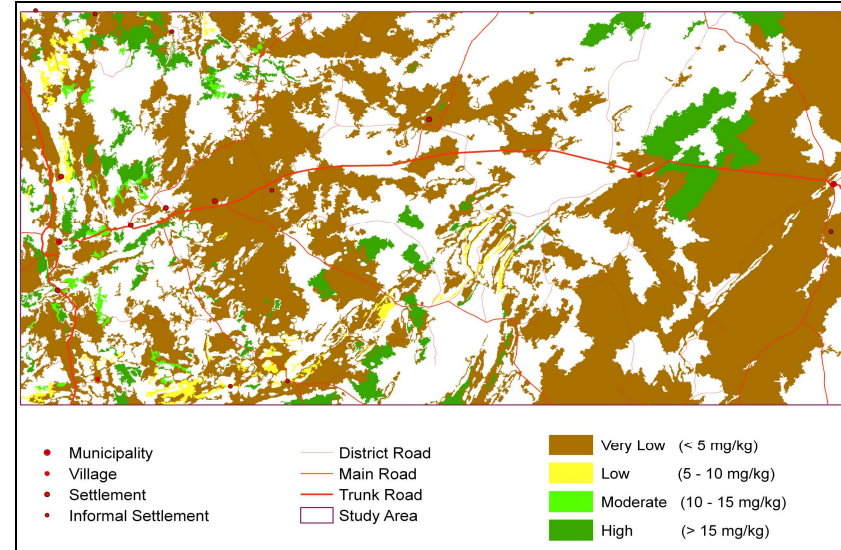 Municipality
Village
Settlement
Informal Settlement
District Road
Main Road
Trunk Road
Study Area
Very Low (< 5 mg/kg)
Low (5 - 10 mg/kg)
Moderate (10 - 15 mg/kg)
High (> 15 mg/kg)